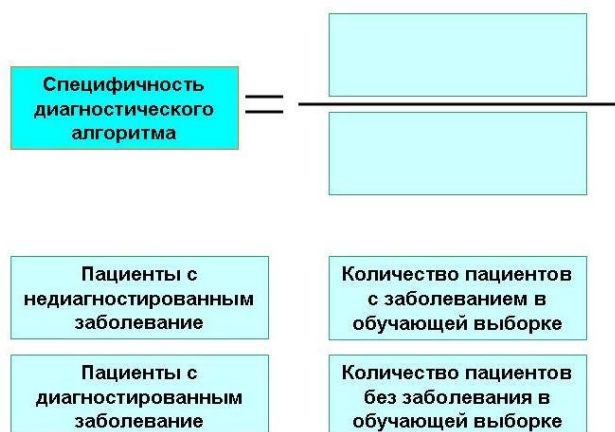 Специфичность
диагностического
алгоритма
=
Пациенты с
недиагностированным
заболевание
Количество пациентов
с заболеванием в
обучающей выборке
Пациенты с
диагностированным
заболевание
Количество пациентов
без заболевания в
обучающей выборке